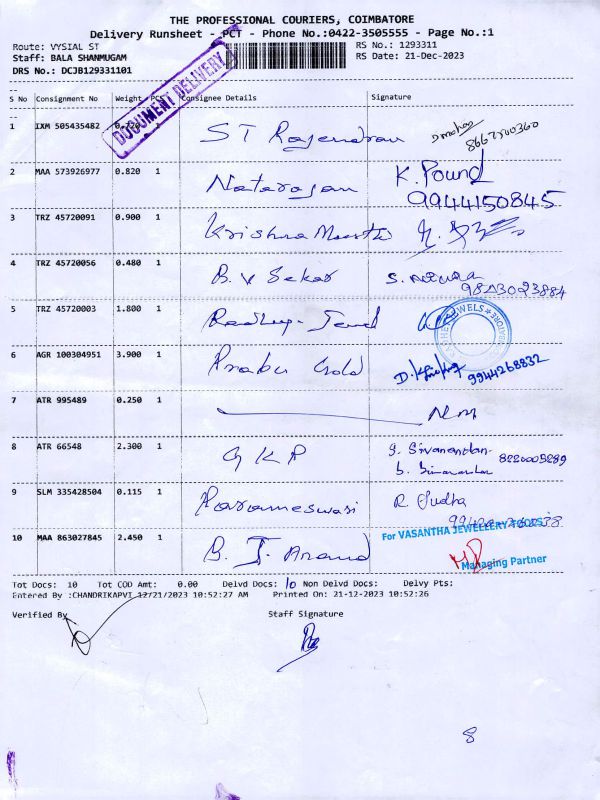 THE PROFESSIONAL COURIERS, COIMBATORE
Delivery Runsheet - PCT - Phone No.:0422-3505555 - Page No.:1
Route: VYSIAL ST RS No.: 1293311
Staff: BALA SHANMUGAM RS Date: 21-Dec-2023
DRS No.: DCJB129331101
DOCUMENT DELIVERY
S No Consignment No Weight PCS Consignee Details Signature
1 IXM 505435482 1 S T Rajendran
2 MAA 573926977 0.820 1 Natarajan K. Pound
9944150845
3 TRZ 45720091 0.900 1 Krishna
4 TRZ 45720056 0.480 1 B. V Sekar
5 TRZ 45720003 1.800 1
JEWELS
6 AGR 100304951 3.900 1 Prabu Gold 9944268832
7 ATR 995489 0.250 1
8 ATR 66548 2.300 1 G K P g. Sivanandan 8220005289
9 SLM 335428504 0.115 1 Parameswari R. Sudha
10 MAA 863027845 2.450 1 B. J. Anand For VASANTHA JEWELLERY
Managing Partner
Tot Docs: 10 Tot COD Amt: 0.00 Delvd Docs: 10 Non Delvd Docs: Delvy Pts:
Entered By :CHANDRIKAPVI 12/21/2023 10:52:27 AM Printed On: 21-12-2023 10:52:26
Verified By Staff Signature
8